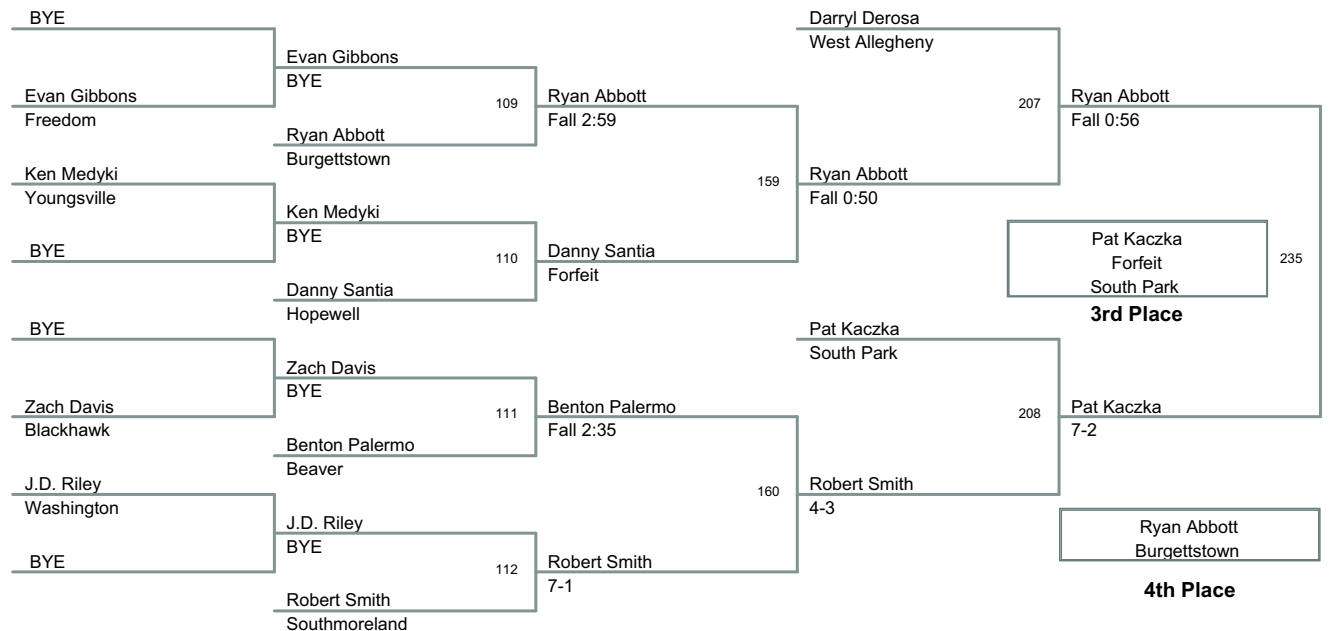 BYE
Evan Gibbons
Freedom
Ken Medyki
Youngsville
BYE
BYE
Zach Davis
Blackhawk
J.D. Riley
Washington
BYE
Evan Gibbons
BYE
109
Ryan Abbott
Burgettstown
Ken Medyki
BYE
110
Danny Santia
Hopewell
Zach Davis
BYE
111
Benton Palermo
Beaver
J.D. Riley
BYE
112
Robert Smith
Southmoreland
Ryan Abbott
Fall 2:59
159
Danny Santia
Forfeit
Benton Palermo
Fall 2:35
160
Robert Smith
7-1
Darryl Derosa
West Allegheny
207
Ryan Abbott
Fall 0:50
Pat Kaczka
South Park
208
Robert Smith
4-3
Ryan Abbott
Fall 0:56
Pat Kaczka
Forfeit
South Park
235
3rd Place
Pat Kaczka
7-2
Ryan Abbott
Burgettstown
4th Place